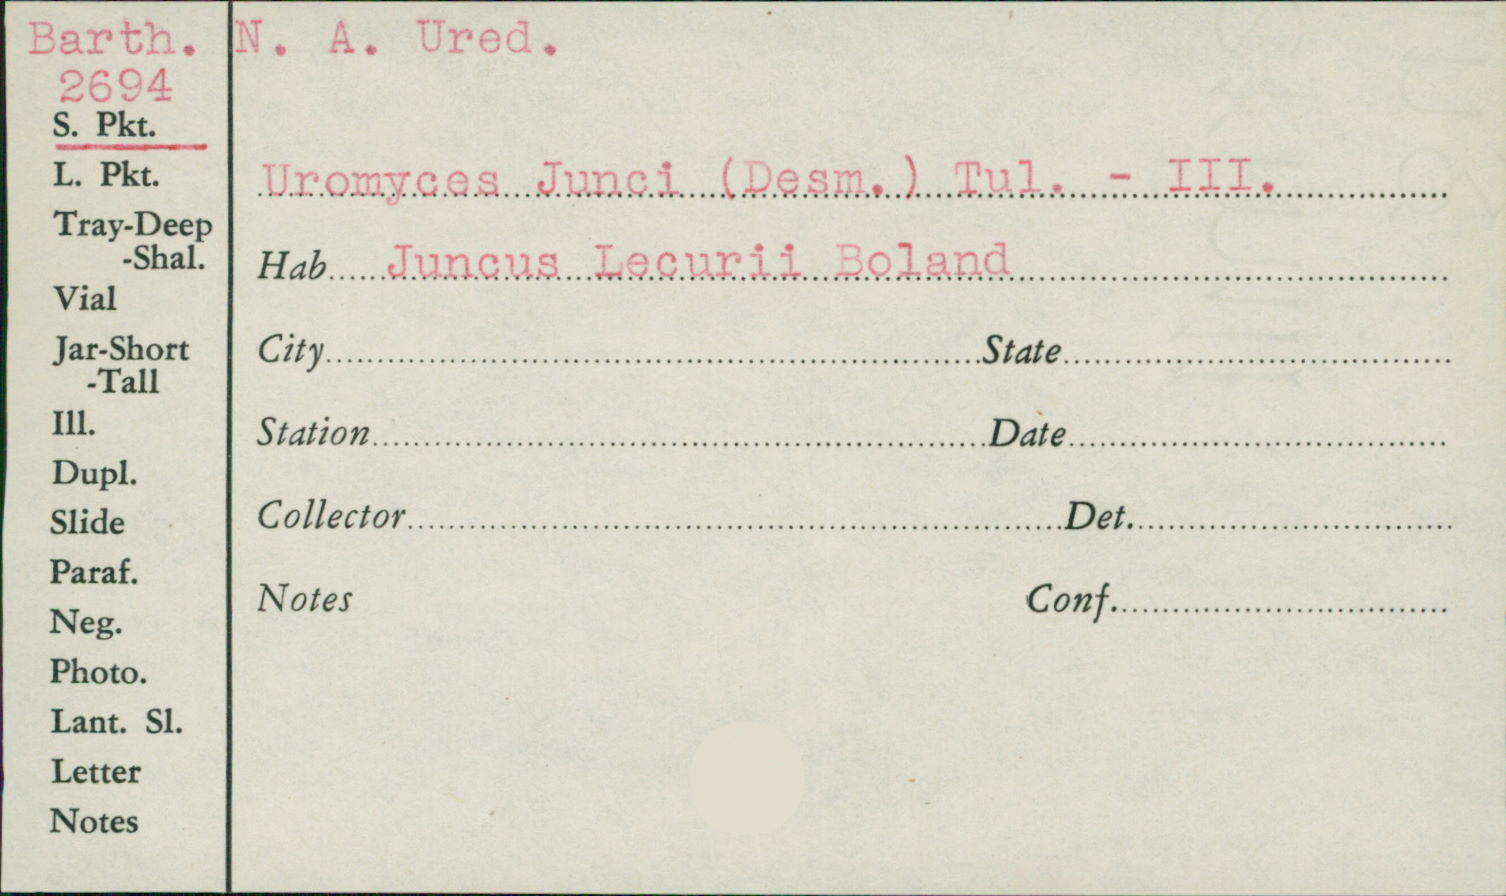 Barth. N. A. Ured.
2694
S. Pkt.
L. Pkt.
Tray-Deep
-Shal.
Vial
Jar-Short
-Tall
Ill.
Dupl.
Slide
Paraf.
Neg.
Photo.
Lant. Sl.
Letter
Notes
Uromyces Junci (Desm.) Tul. - III.
Hab Juncus Lecurii Boland
City State
Station Date
Collector Det.
Notes Conf.